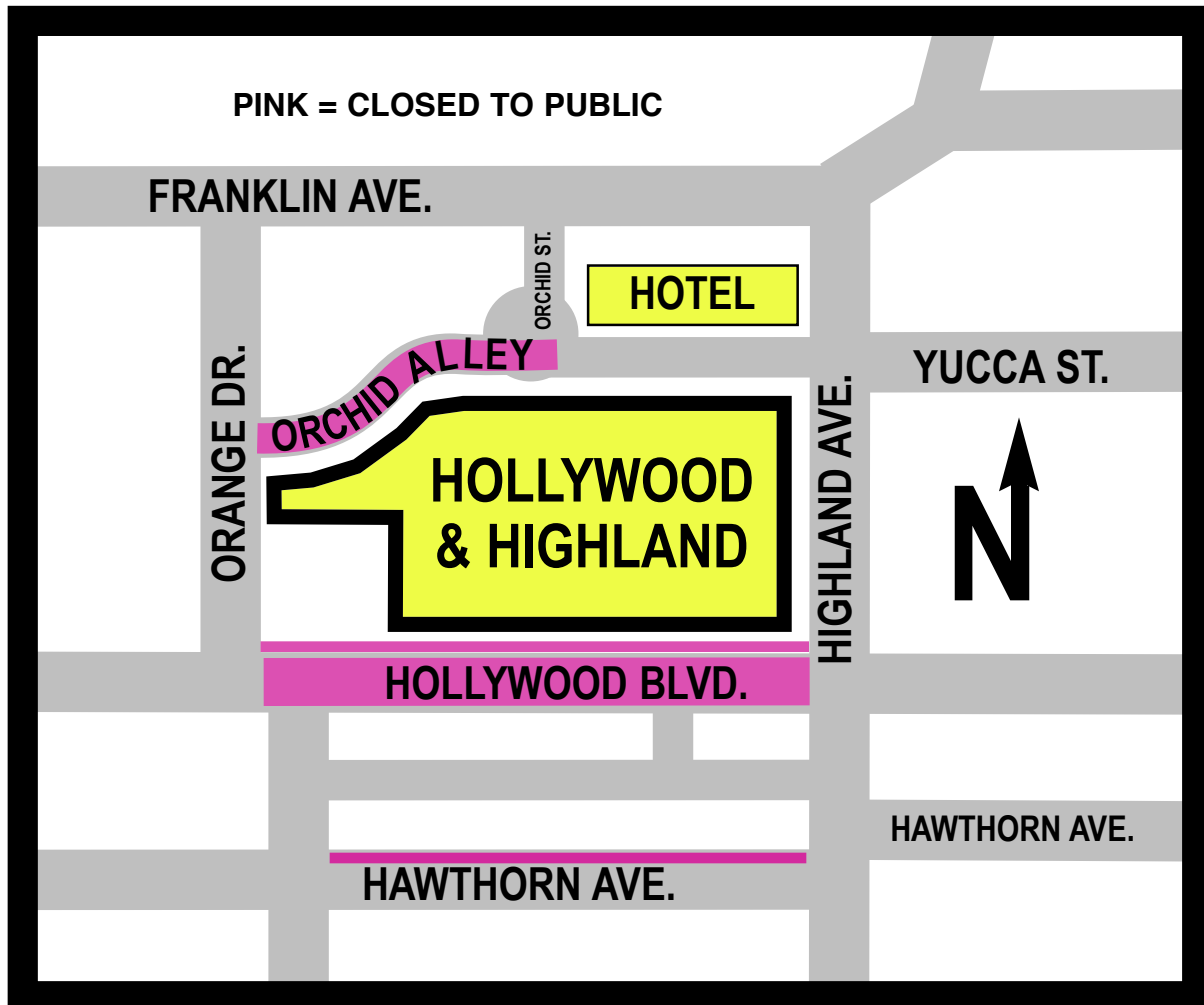 PINK = CLOSED TO PUBLIC
FRANKLIN AVE.
ORCHID ST.
HOTEL
ORCHID ALLEY
YUCCA ST.
ORANGE DR.
HOLLYWOOD
& HIGHLAND
HIGHLAND AVE.
N
HOLLYWOOD BLVD.
HAWTHORN AVE.
HAWTHORN AVE.